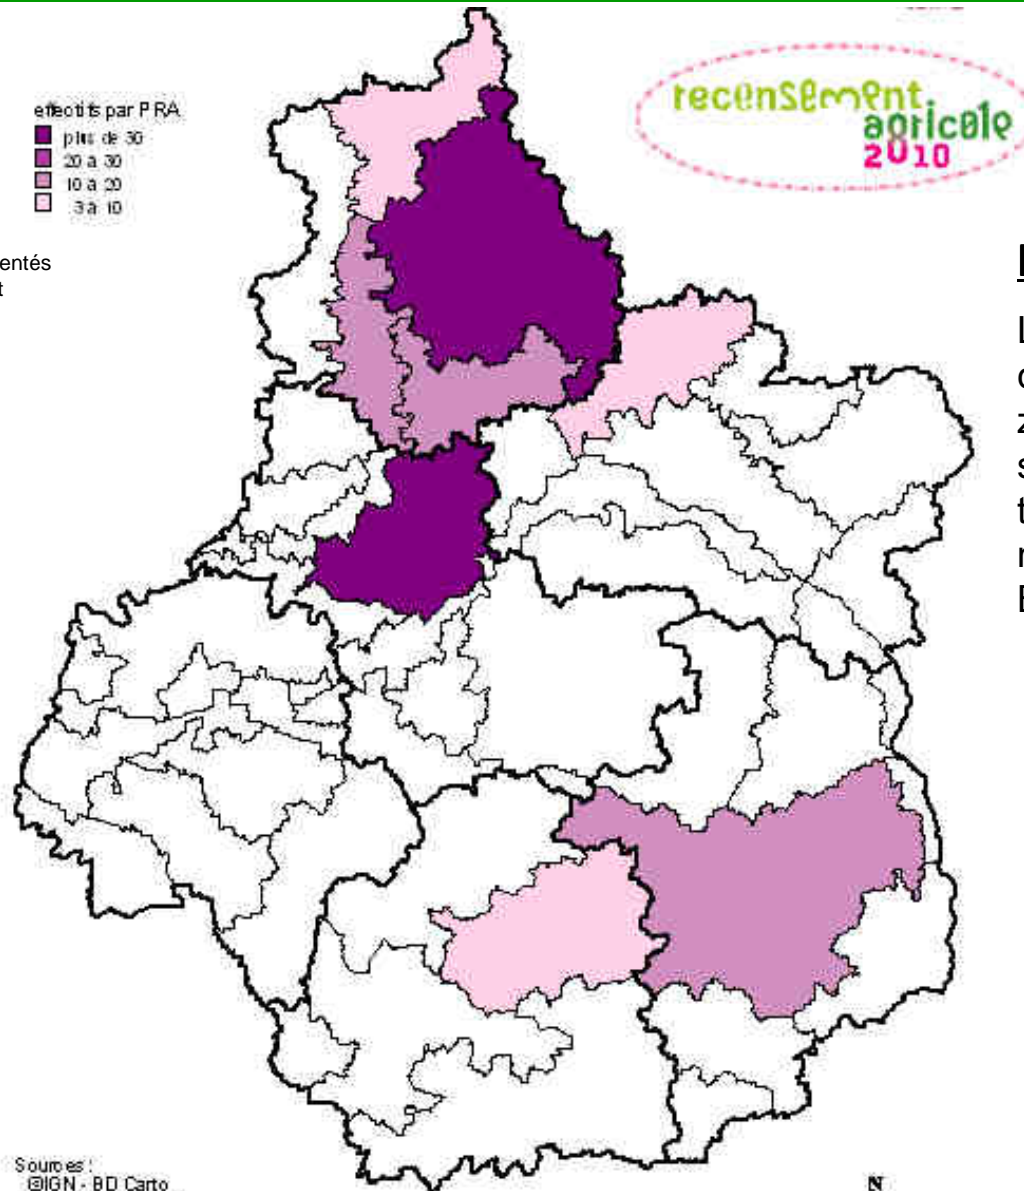 recensement
agricole
2010
effectifs par PRA
plus de 30
20 à 30
10 à 20
3 à 10
entés
t
L
z
s
t
Sources :
©IGN - BD Carto
N